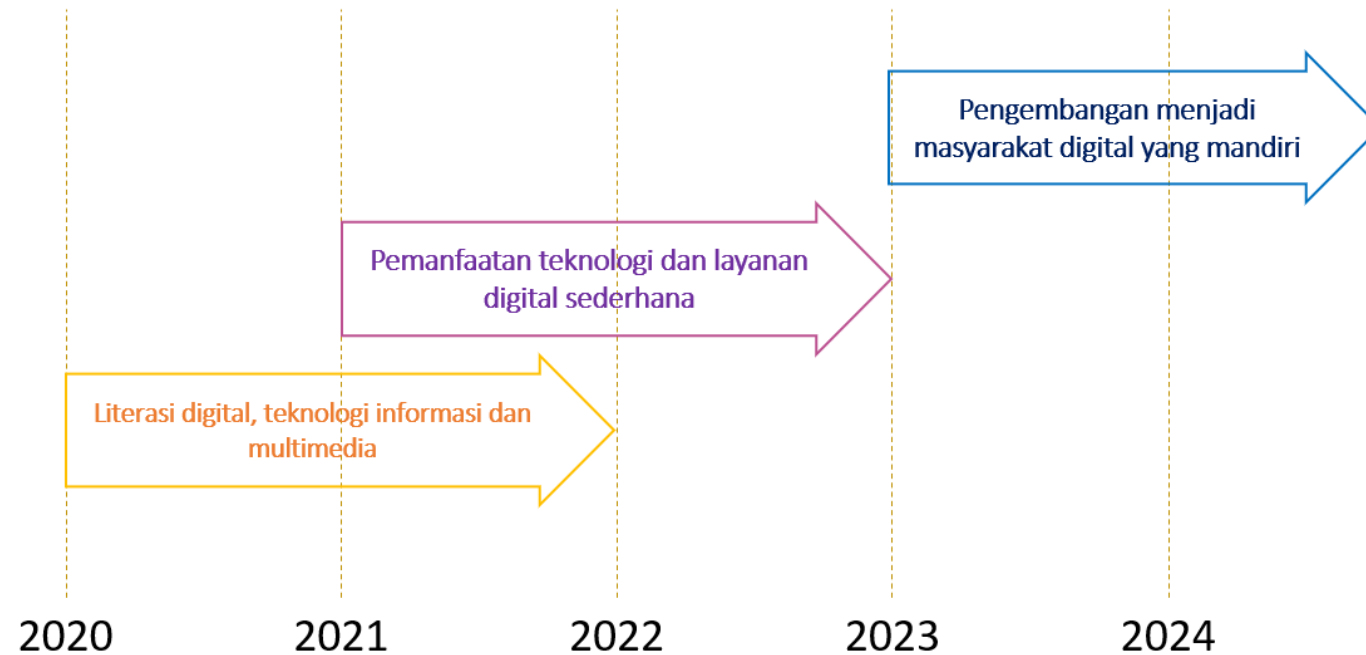 Pengembangan menjadi
masyarakat digital yang mandiri
Pemanfaatan teknologi dan layanan
digital sederhana
Literasi digital, teknologi informasi dan
multimedia
2020 2021 2022 2023 2024